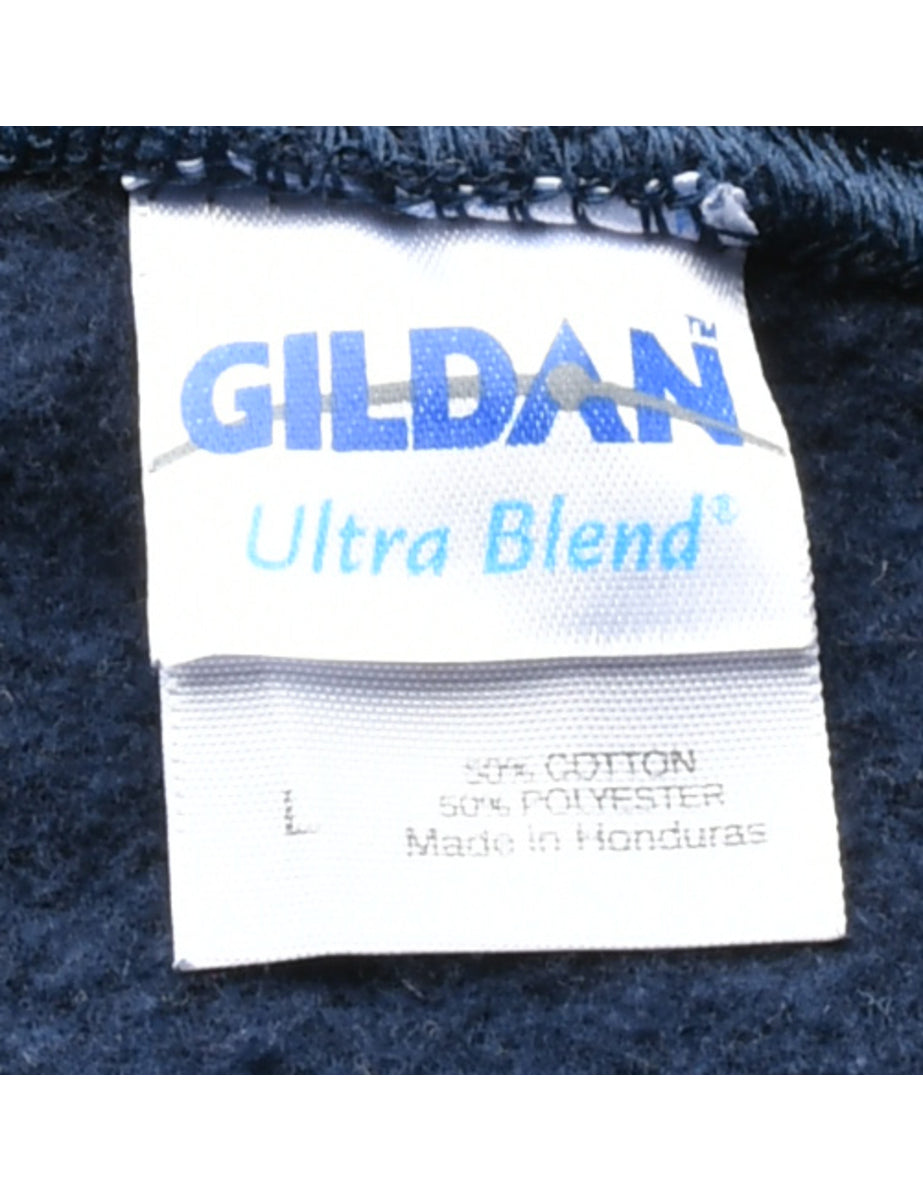 GILDAN™
Ultra Blend®
L
50% COTTON
50% POLYESTER
Made in Honduras